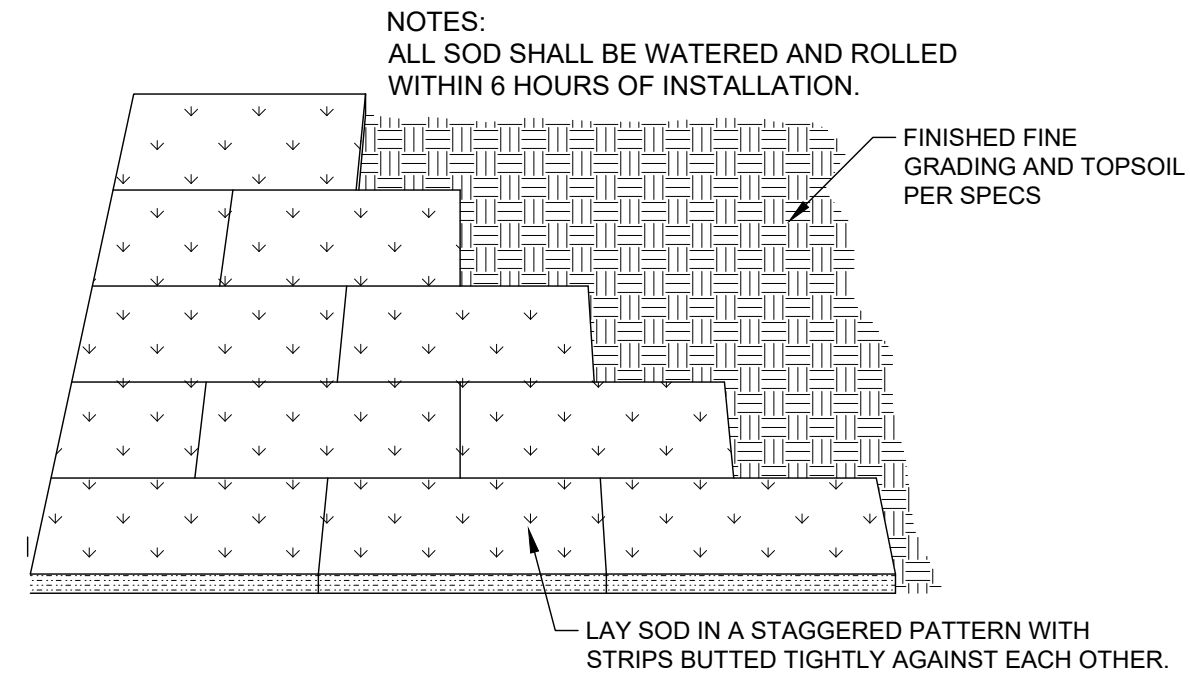 NOTES:
ALL SOD SHALL BE WATERED AND ROLLED
WITHIN 6 HOURS OF INSTALLATION.
FINISHED FINE
GRADING AND TOPSOIL
PER SPECS
LAY SOD IN A STAGGERED PATTERN WITH
STRIPS BUTTED TIGHTLY AGAINST EACH OTHER.